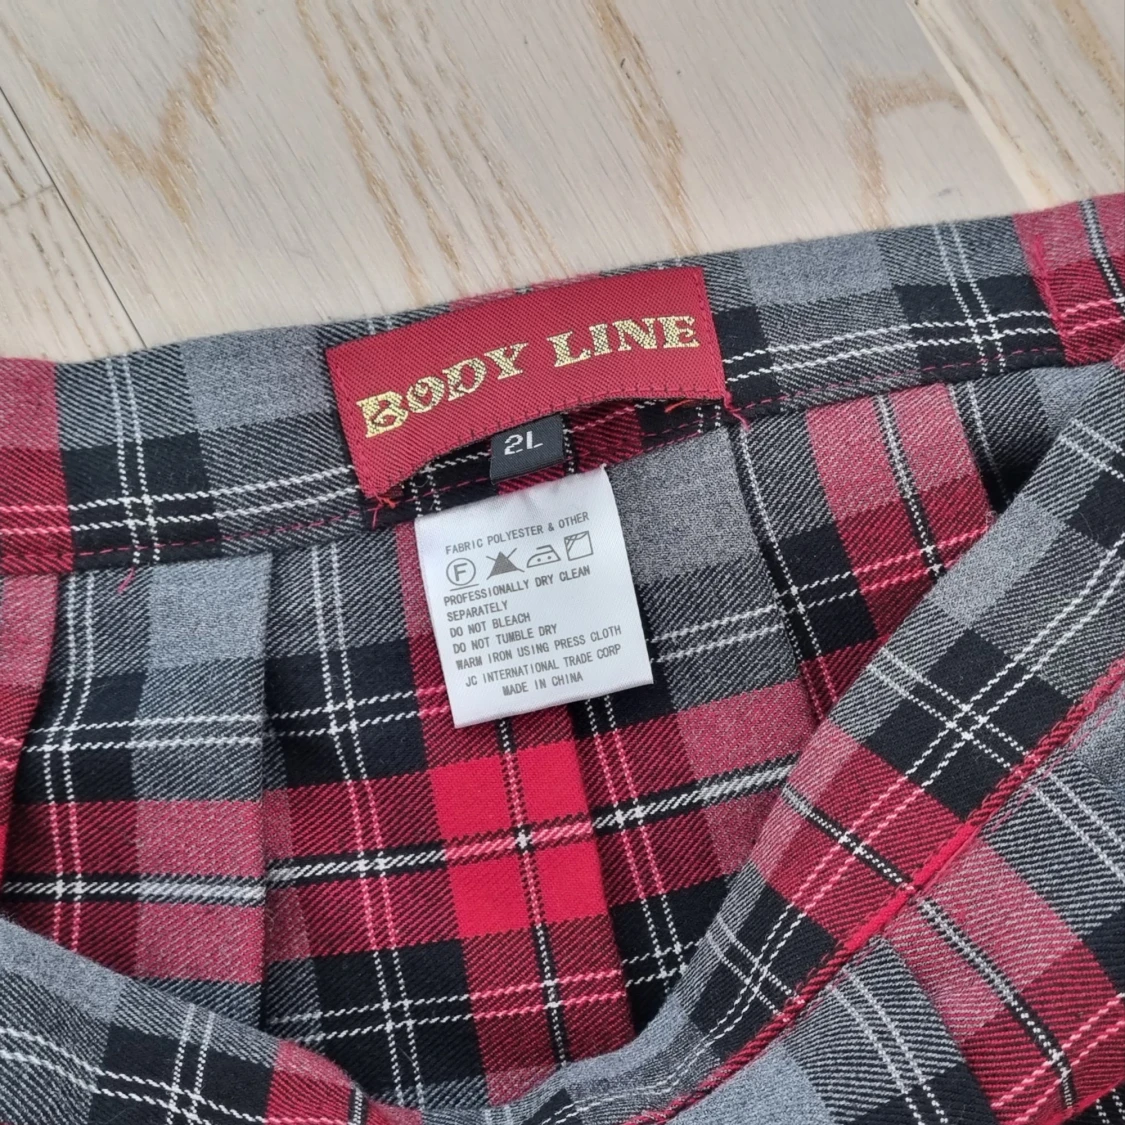 BODY LINE
2L
FABRIC POLYESTER & OTHER
F
PROFESSIONALLY DRY CLEAN
SEPARATELY
DO NOT BLEACH
DO NOT TUMBLE DRY
WARM IRON USING PRESS CLOTH
JC INTERNATIONAL TRADE CORP
MADE IN CHINA